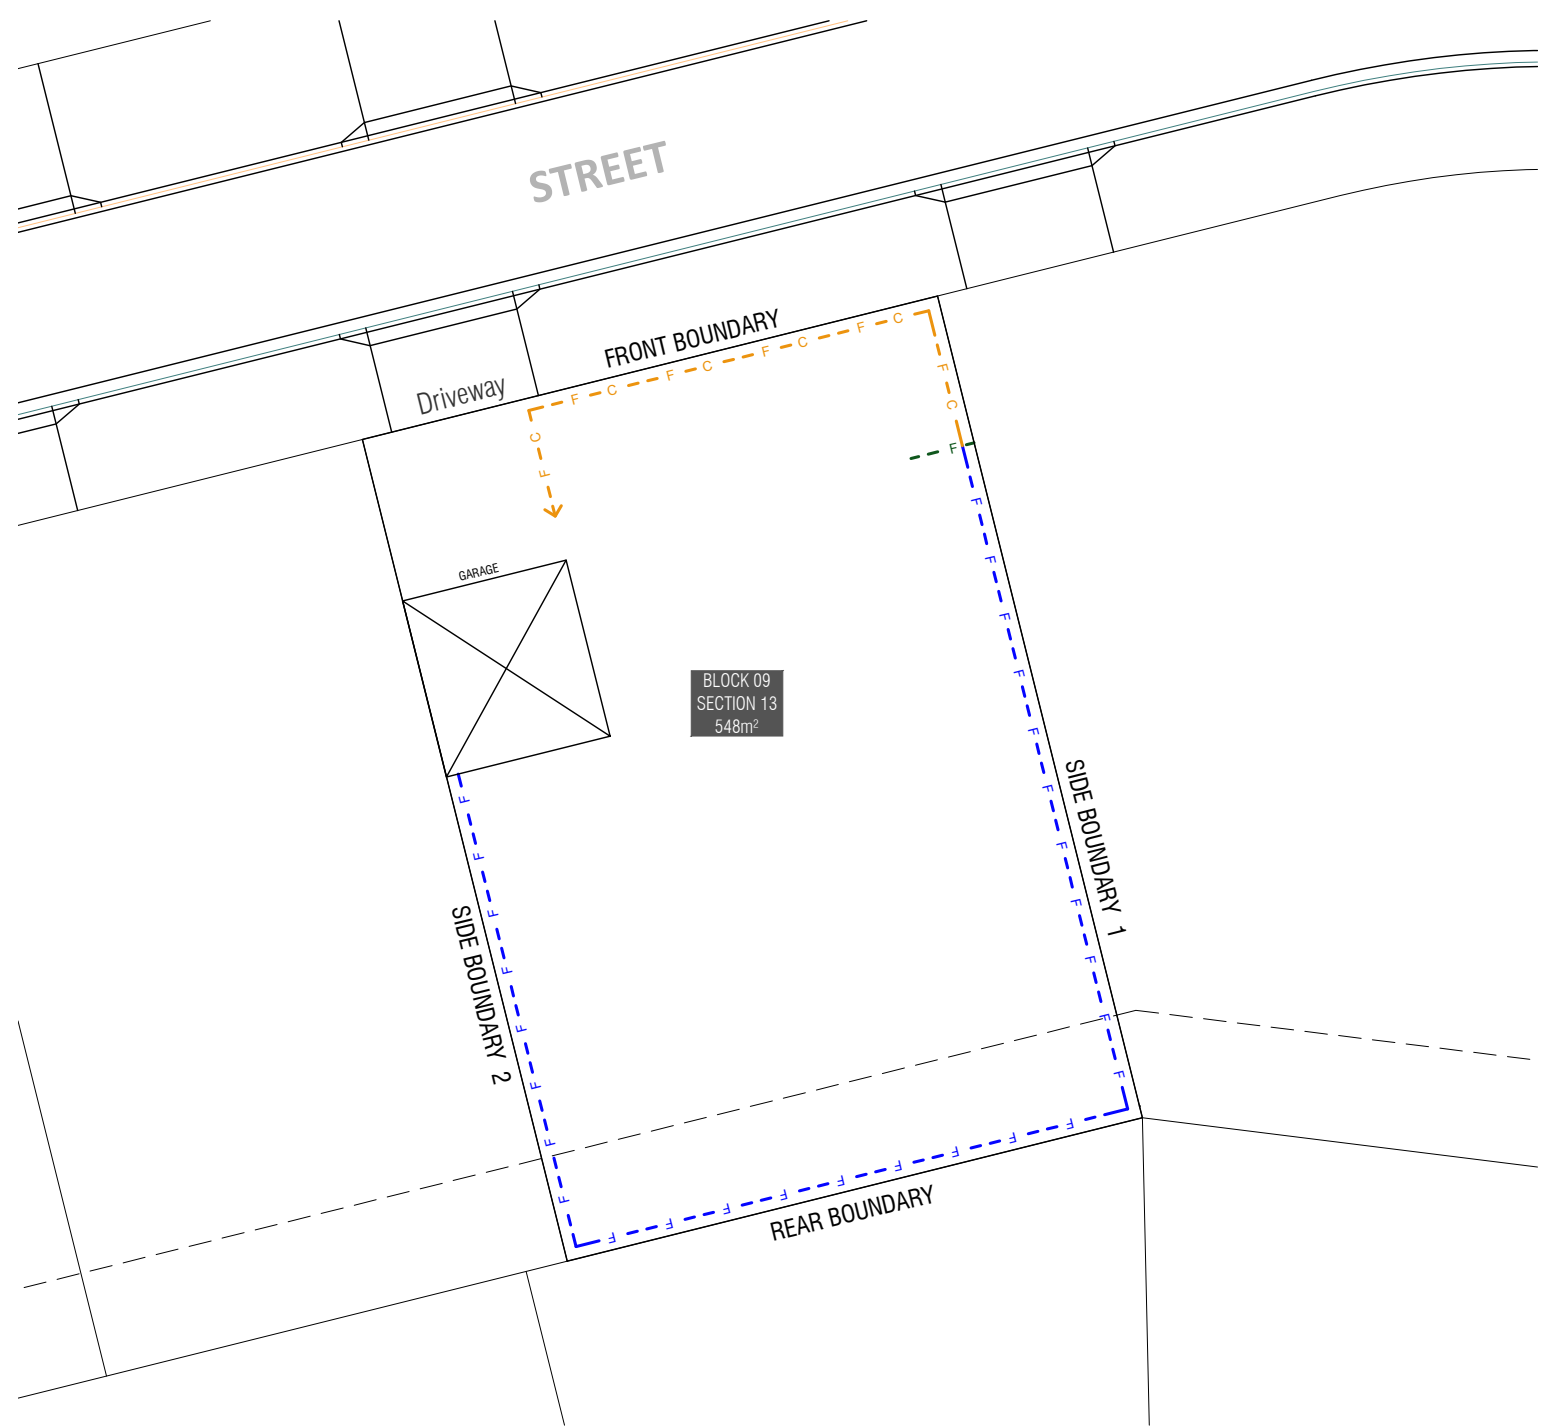 STREET
FRONT BOUNDARY
Driveway
F C F C F C F C
F C
C F
F
GARAGE
BLOCK 09
SECTION 13
548m²
F F F F F F F F F F F
SIDE BOUNDARY 1
F F F F F F F F
SIDE BOUNDARY 2
F F F F F F F F F
REAR BOUNDARY